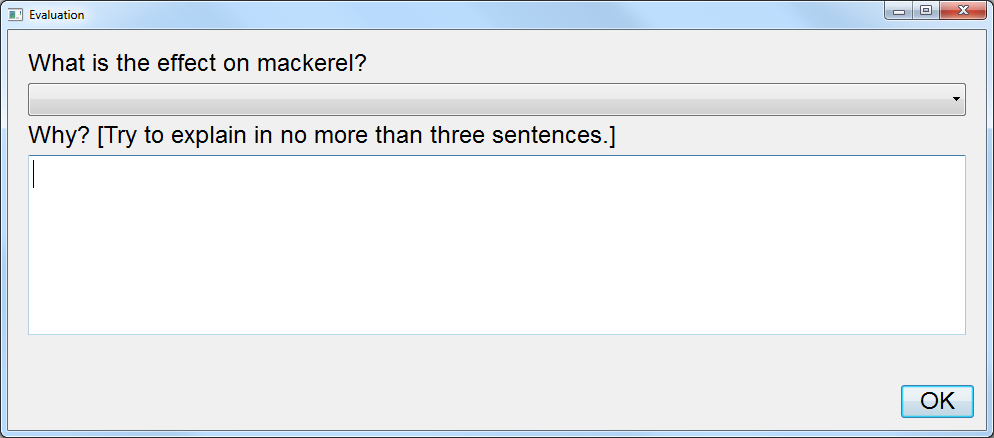 Evaluation
What is the effect on mackerel?
Why? [Try to explain in no more than three sentences.]
OK